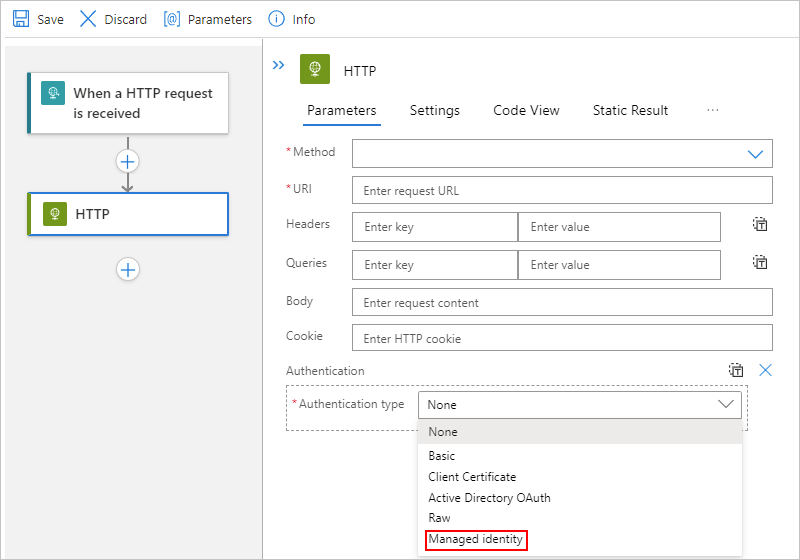 Save Discard Parameters Info
When a HTTP request
is received
HTTP
HTTP
Parameters Settings Code View Static Result ...
*Method
*URI Enter request URL
Headers Enter key Enter value
Queries Enter key Enter value
Body Enter request content
Cookie Enter HTTP cookie
Authentication
*Authentication type None
None
Basic
Client Certificate
Active Directory OAuth
Raw
Managed identity